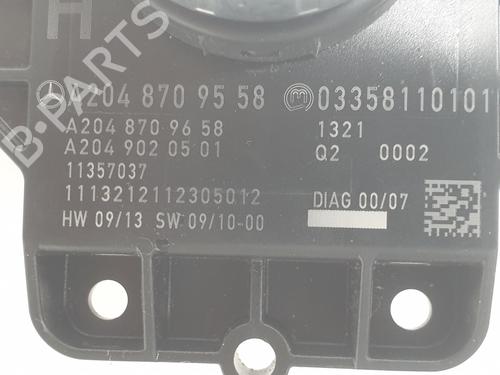 B-PARTS
A204 870 95 58 03358110101
A204 870 96 58 1321
A204 902 05 01 Q2 0002
11357037
1113212112305012 DIAG 00/07
HW 09/13 SW 09/10-00